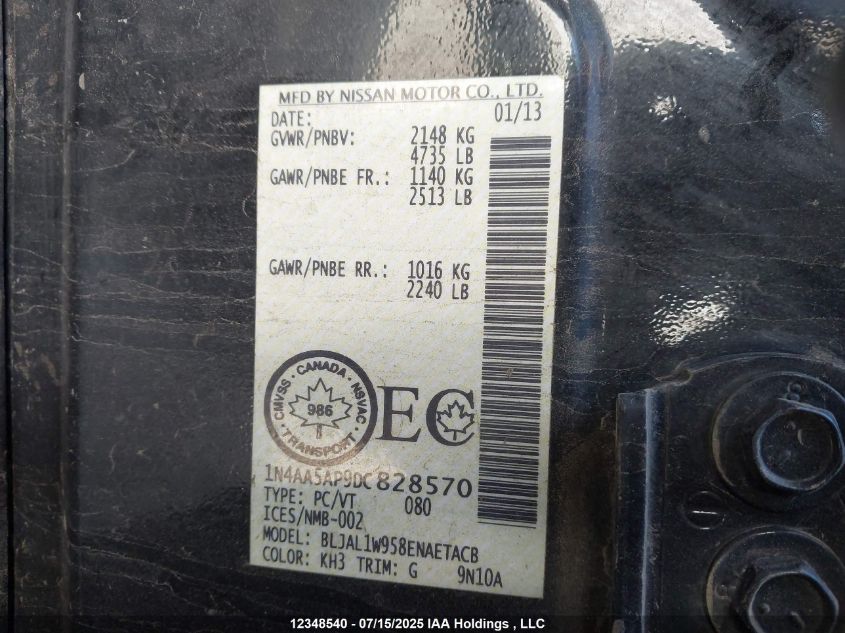 MFD BY NISSAN MOTOR CO., LTD.
DATE: 01/13
GVWR/PNBV: 2148 KG
4735 LB
GAWR/PNBE FR.: 1140 KG
2513 LB
GAWR/PNBE RR.: 1016 KG
2240 LB
CMVSS · CANADA · NSVAC · TRANSPORT ·
986
EC
1N4AA5AP9DC828570
TYPE: PC/VT 080
ICES/NMB-002
MODEL: BLJAL1W958ENAETACB
COLOR: KH3 TRIM: G 9N10A
12348540 - 07/15/2025 IAA Holdings , LLC